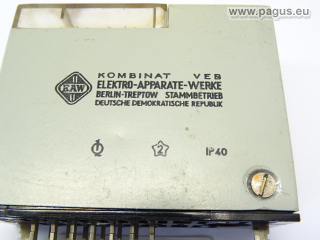 www.pagus.eu
KOMBINAT VEB
EAW ELEKTRO-APPARATE-WERKE
BERLIN-TREPTOW STAMMBETRIEB
DEUTSCHE DEMOKRATISCHE REPUBLIK
2 IP40